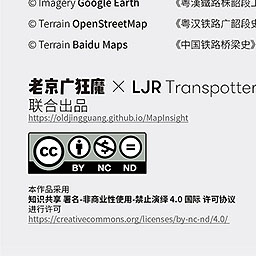 © Imagery Google Earth
© Terrain OpenStreetMap 《粤汉铁路广韶段史
© Terrain Baidu Maps 《中国铁路桥梁史》
老京广狂魔 × LJR Transpotter
联合出品
https://oldjingguang.github.io/MapInsight
cc BY NC ND
本作品采用
知识共享 署名-非商业性使用-禁止演绎 4.0 国际 许可协议
进行许可
https://creativecommons.org/licenses/by-nc-nd/4.0/